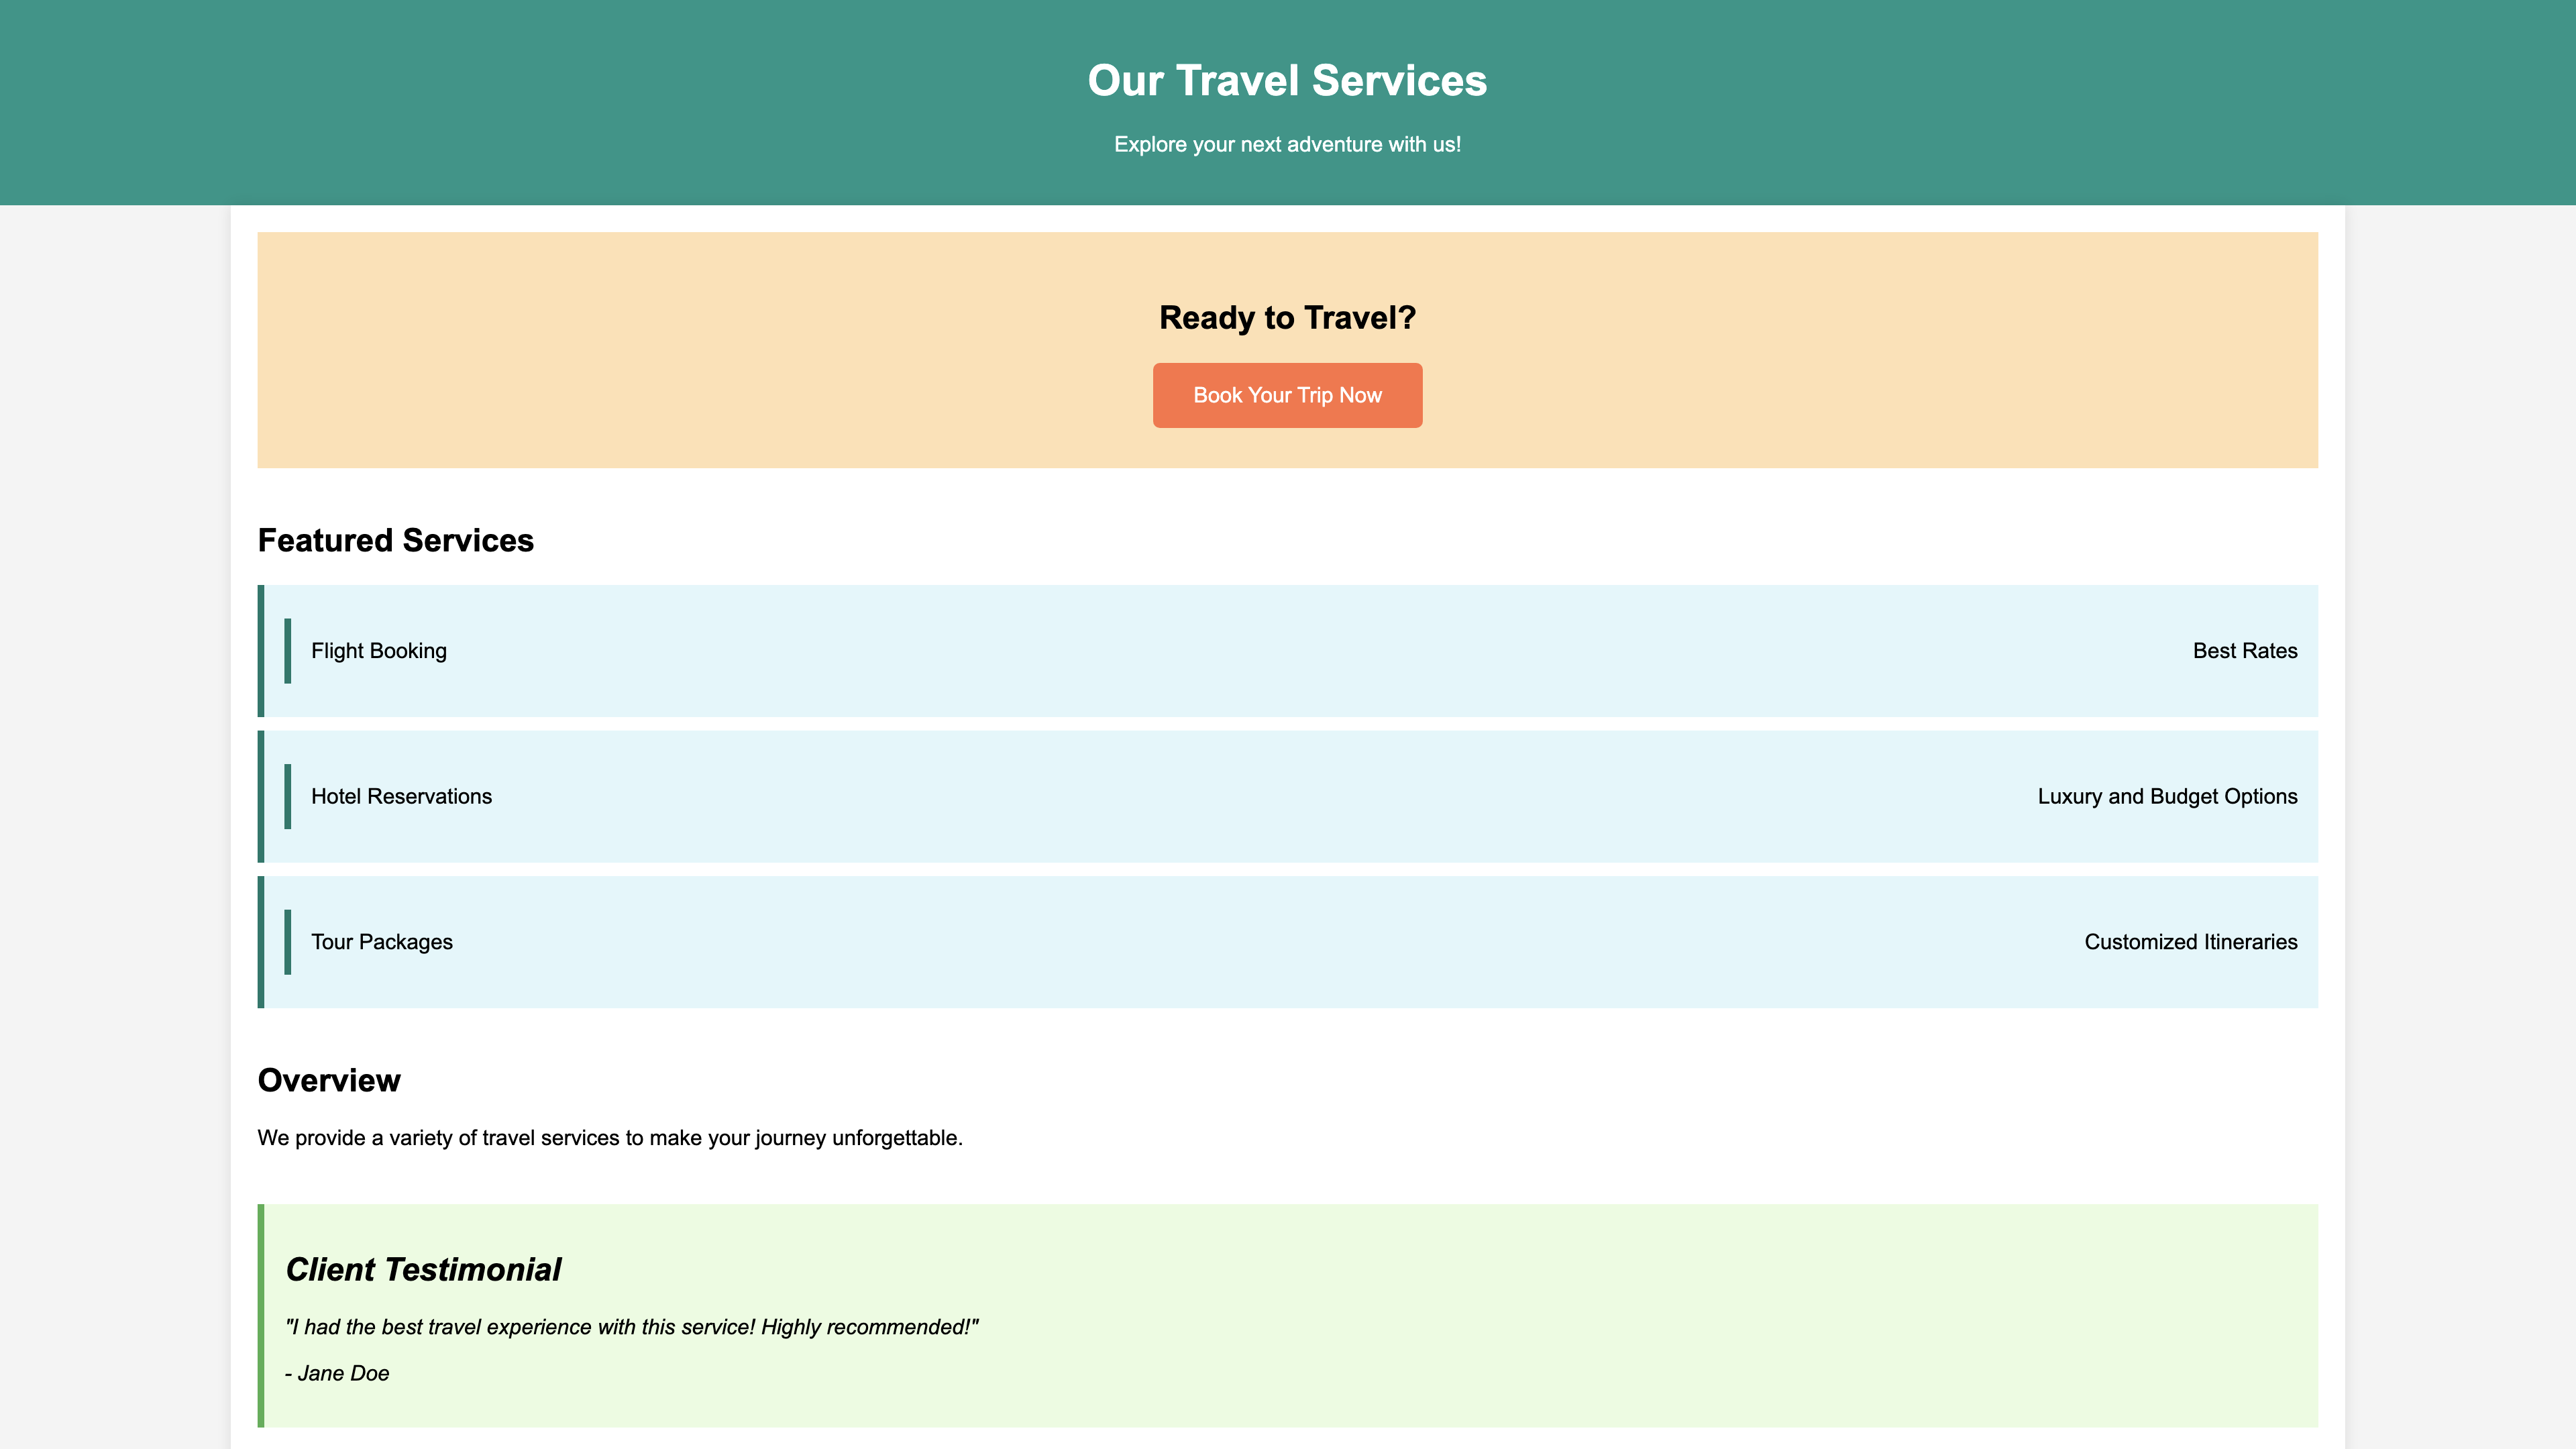 Our Travel Services
Explore your next adventure with us!
Ready to Travel?
Book Your Trip Now
Featured Services
Flight Booking Best Rates
Hotel Reservations Luxury and Budget Options
Tour Packages Customized Itineraries
Overview
We provide a variety of travel services to make your journey unforgettable.
Client Testimonial
"I had the best travel experience with this service! Highly recommended!"
- Jane Doe